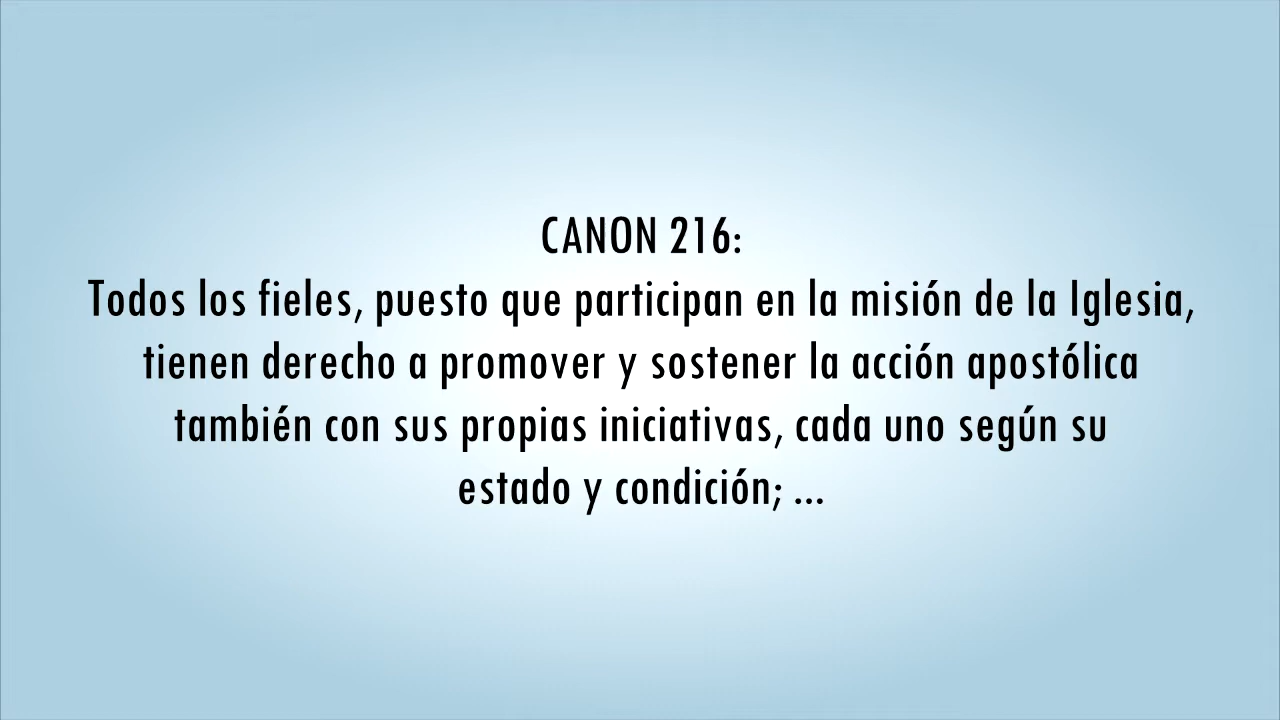 CANON 216:
Todos los fieles, puesto que participan en la misión de la Iglesia,
tienen derecho a promover y sostener la acción apostólica
también con sus propias iniciativas, cada uno según su
estado y condición; ...